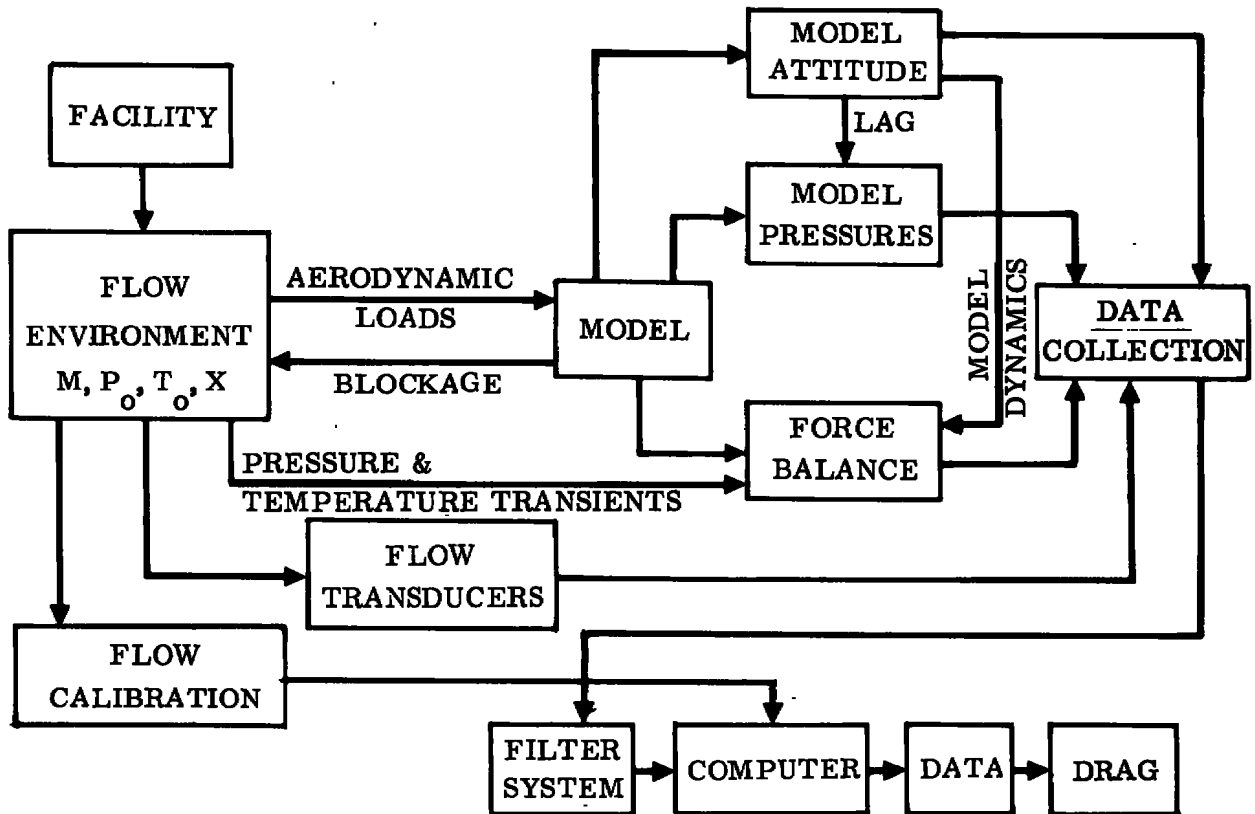 MODEL
ATTITUDE
FACILITY
LAG
MODEL
PRESSURES
FLOW
ENVIRONMENT
M, Po, To, X
AERODYNAMIC
LOADS
BLOCKAGE
MODEL
MODEL
DYNAMICS
DATA
COLLECTION
FORCE
BALANCE
PRESSURE &
TEMPERATURE TRANSIENTS
FLOW
TRANSDUCERS
FLOW
CALIBRATION
FILTER
SYSTEM
COMPUTER
DATA
DRAG